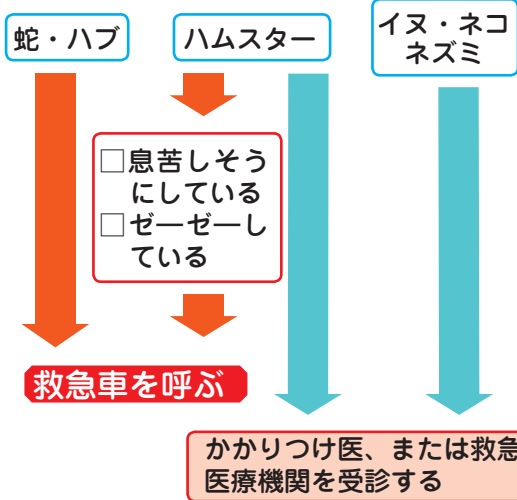 蛇・ハブ
ハムスター
イヌ・ネコ
ネズミ
□息苦しそう
にしている
□ゼーゼーし
ている
救急車を呼ぶ
かかりつけ医、または救急
医療機関を受診する